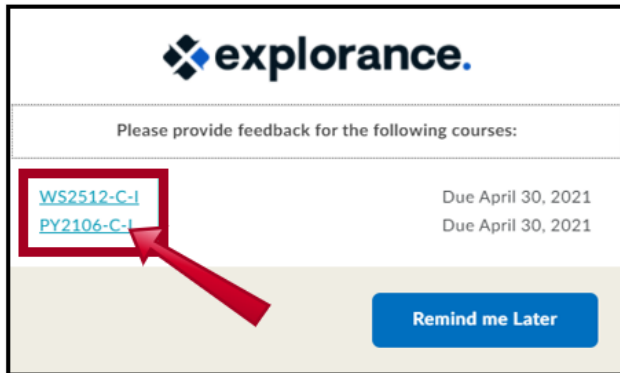 explorance.
Please provide feedback for the following courses:
WS2512-C-I Due April 30, 2021
PY2106-C-I Due April 30, 2021
Remind me Later